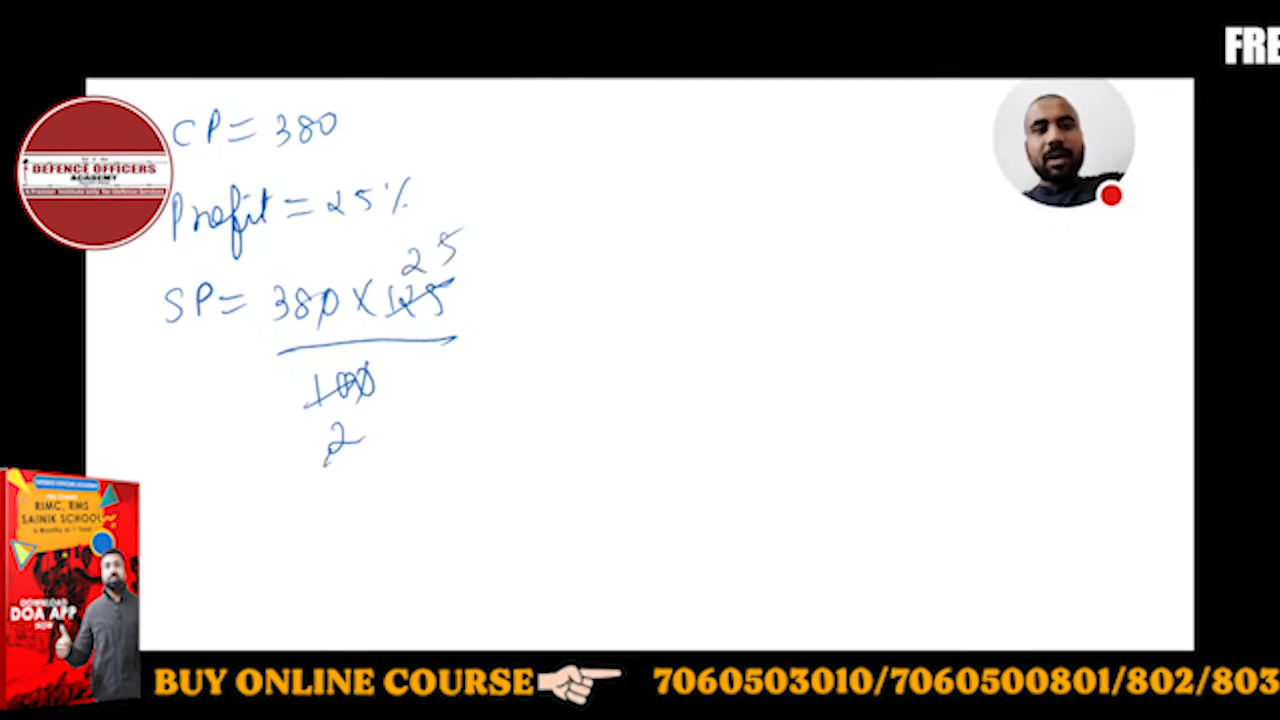 FRE
CP = 380
DEFENCE OFFICERS
ACADEMY
Profit = 25%
25
SP = 380 × 125
100
2
RIMC, RMS
SAINIK SCHOOL
DOWNLOAD
DOA APP
NOW
BUY ONLINE COURSE 7060503010/7060500801/802/803